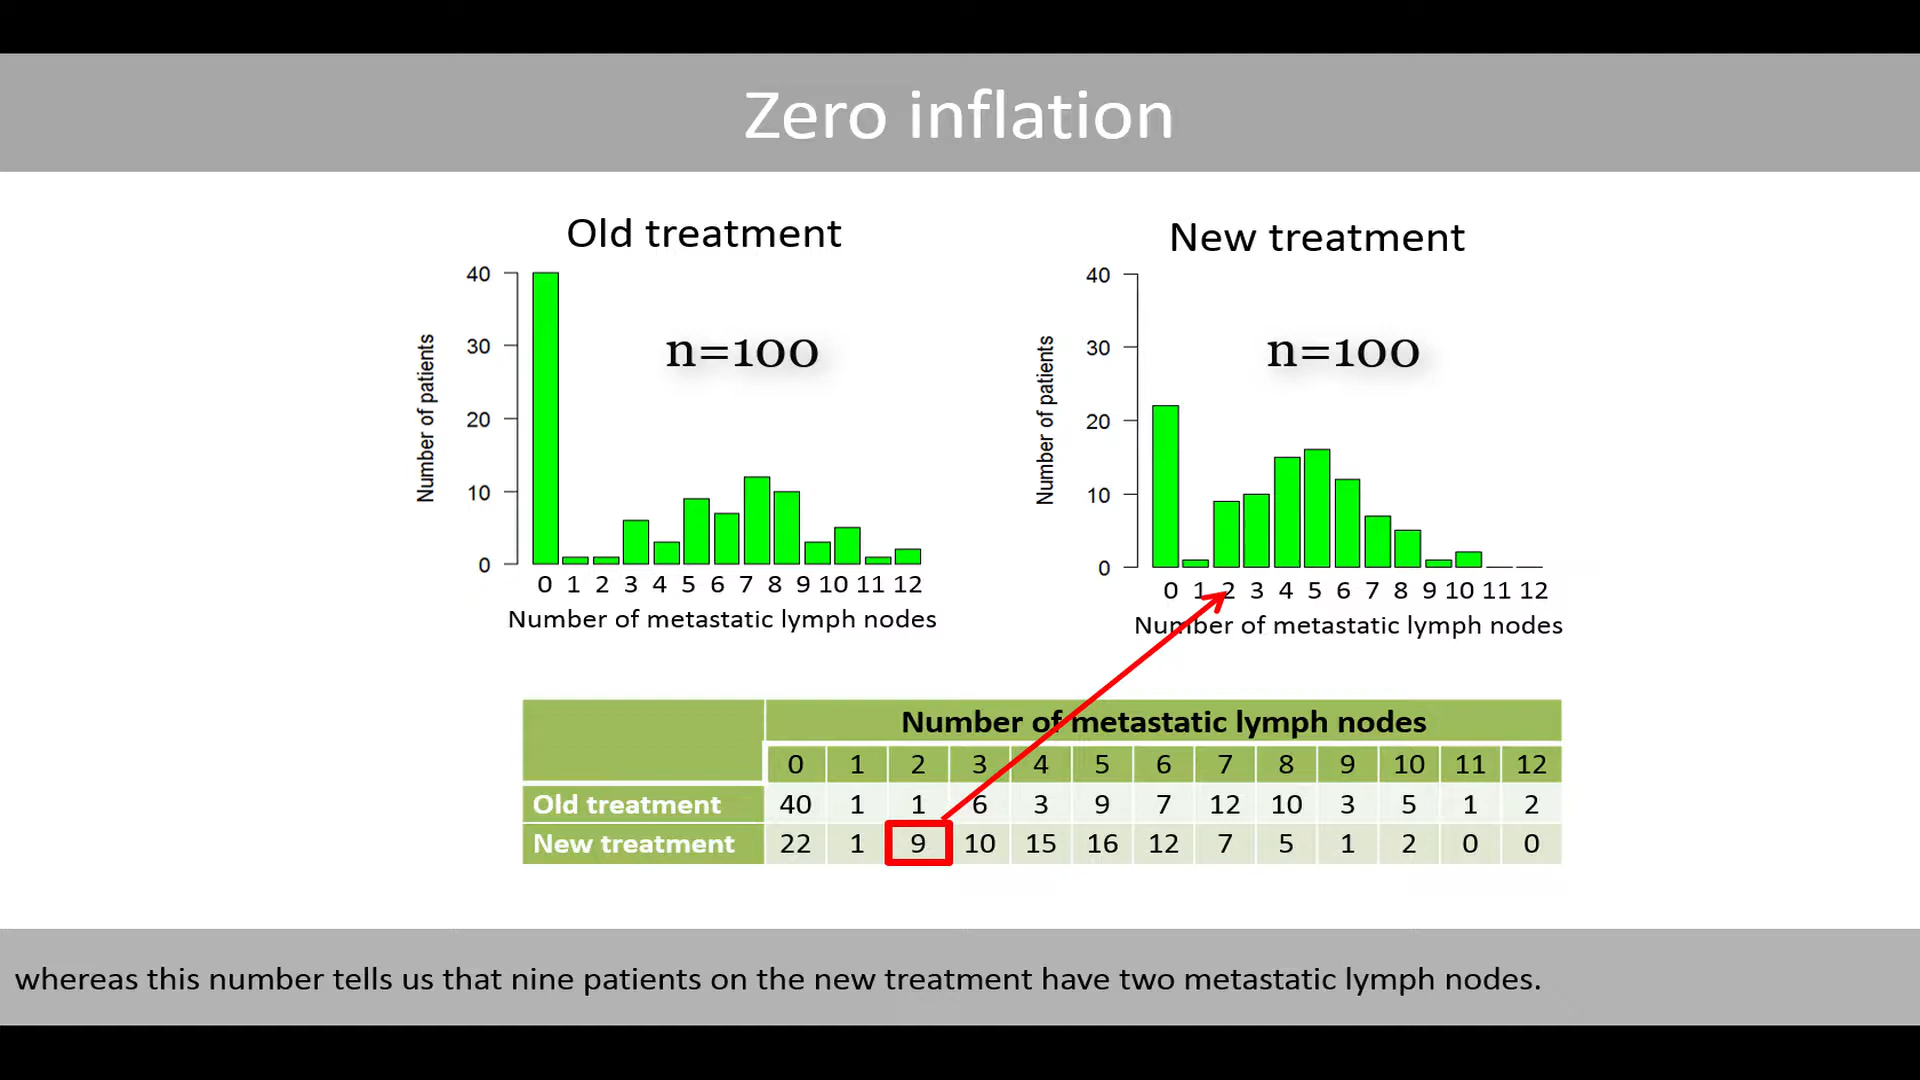 Zero inflation
Old treatment
New treatment
n=100
n=100
Number of patients
40
30
20
10
0
0 1 2 3 4 5 6 7 8 9 10 11 12
Number of metastatic lymph nodes
Number of patients
40
30
20
10
0
0 1 2 3 4 5 6 7 8 9 10 11 12
Number of metastatic lymph nodes
Number of metastatic lymph nodes
0 1 2 3 4 5 6 7 8 9 10 11 12
Old treatment 40 1 1 6 3 9 7 12 10 3 5 1 2
New treatment 22 1 9 10 15 16 12 7 5 1 2 0 0
whereas this number tells us that nine patients on the new treatment have two metastatic lymph nodes.